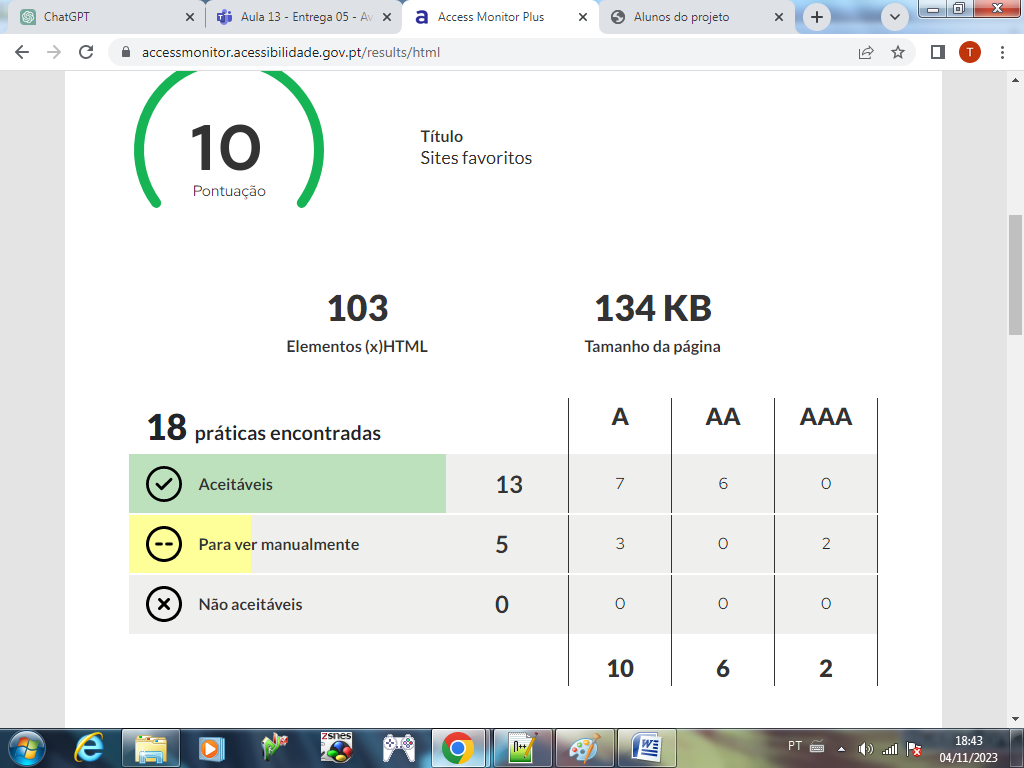 ChatGPT
Aula 13 - Entrega 05 - Av
Access Monitor Plus
Alunos do projeto
accessmonitor.acessibilidade.gov.pt/results/html
T
10
Pontuação
Título
Sites favoritos
103
Elementos (x)HTML
134 KB
Tamanho da página
18 práticas encontradas
A AA AAA
Aceitáveis 13 7 6 0
Para ver manualmente 5 3 0 2
Não aceitáveis 0 0 0 0
10 6 2
ZSNES
PT
18:43
04/11/2023